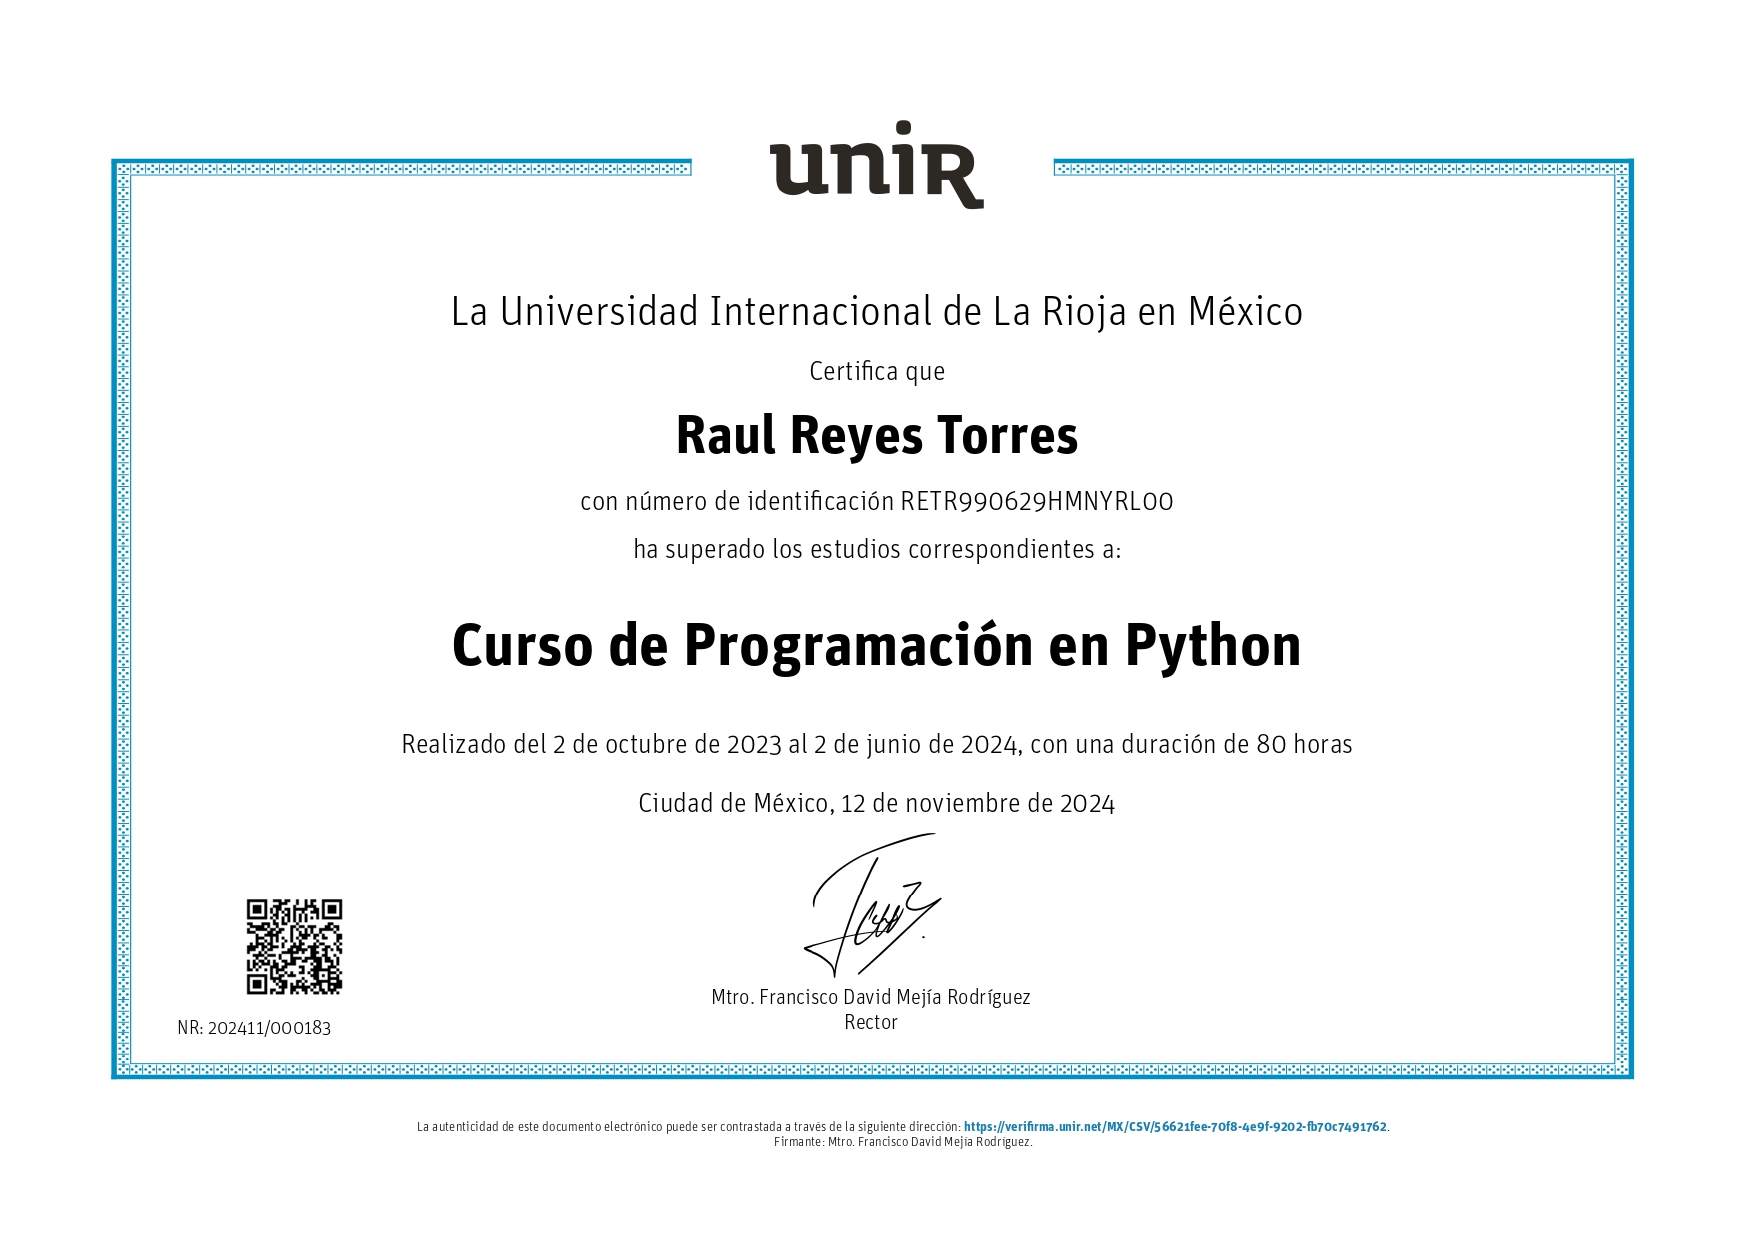 unir
La Universidad Internacional de La Rioja en México
Certifica que
Raul Reyes Torres
con número de identificación RETR990629HMNYRL00
ha superado los estudios correspondientes a:
Curso de Programación en Python
Realizado del 2 de octubre de 2023 al 2 de junio de 2024, con una duración de 80 horas
Ciudad de México, 12 de noviembre de 2024
Mtro. Francisco David Mejía Rodríguez
Rector
NR: 202411/000183
La autenticidad de este documento electrónico puede ser contrastada a través de la siguiente dirección: https://verifirma.unir.net/MX/CSV/56621fee-70f8-4e9f-9202-fb70c7491762.
Firmante: Mtro. Francisco David Mejía Rodríguez.